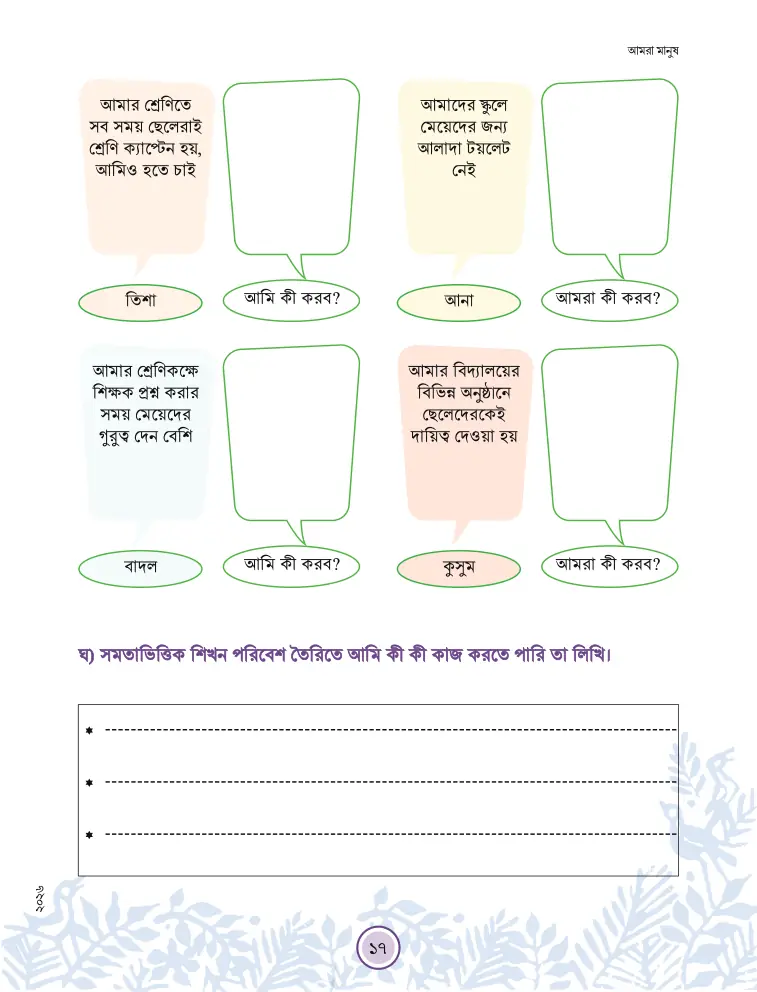 আমরা মানুষ
আমার শ্রেণিতে
সব সময় ছেলেরাই
শ্রেণি ক্যাপ্টেন হয়,
আমিও হতে চাই
আমাদের স্কুলে
মেয়েদের জন্য
আলাদা টয়লেট
নেই
তিশা
আমি কী করব?
আনা
আমরা কী করব?
আমার শ্রেণিকক্ষে
শিক্ষক প্রশ্ন করার
সময় মেয়েদের
গুরুত্ব দেন বেশি
আমার বিদ্যালয়ের
বিভিন্ন অনুষ্ঠানে
ছেলেদেরকেই
দায়িত্ব দেওয়া হয়
বাদল
আমি কী করব?
কুসুম
আমরা কী করব?
ঘ) সমতাভিত্তিক শিখন পরিবেশ তৈরিতে আমি কী কী কাজ করতে পারি তা লিখি।
২০২৬
১৭